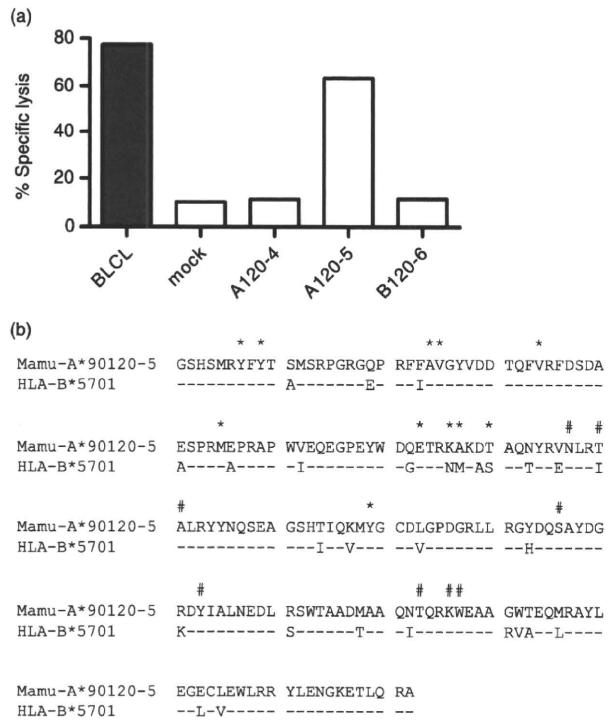 (a)
80
60
40
20
0
% Specific lysis
BLCL
mock
A120-4
A120-5
B120-6
(b)
* * ** *
Mamu-A*90120-5 GSHSMRYFYT SMSRPGRGQP RFFAVGYVDD TQFVRFDSDA
HLA-B*5701 ---------- A-----E- --I------- ----------
* * ** * # #
Mamu-A*90120-5 ESPRMEPRAP WVEQEGPEYW DQETRKAKDT AQNYRVNLRT
HLA-B*5701 A---A---- --I------- --G--NM-AS --T--E---I
# * #
Mamu-A*90120-5 ALRYYNQSEA GSHTIQKMYG CDLGPDGRLL RGYDQSAYDG
HLA-B*5701 ---------- ----I-V--- --L------- --H-------
# # ##
Mamu-A*90120-5 RDYIALNEDL RSWTAADMAA QNTQRKWEAA GWTEQMRAYL
HLA-B*5701 K--------- -S------T-- --I------- RVA--L----
Mamu-A*90120-5 EGECLEWLRR YLENGKETLQ RA
HLA-B*5701 --L-V----- ---------- --